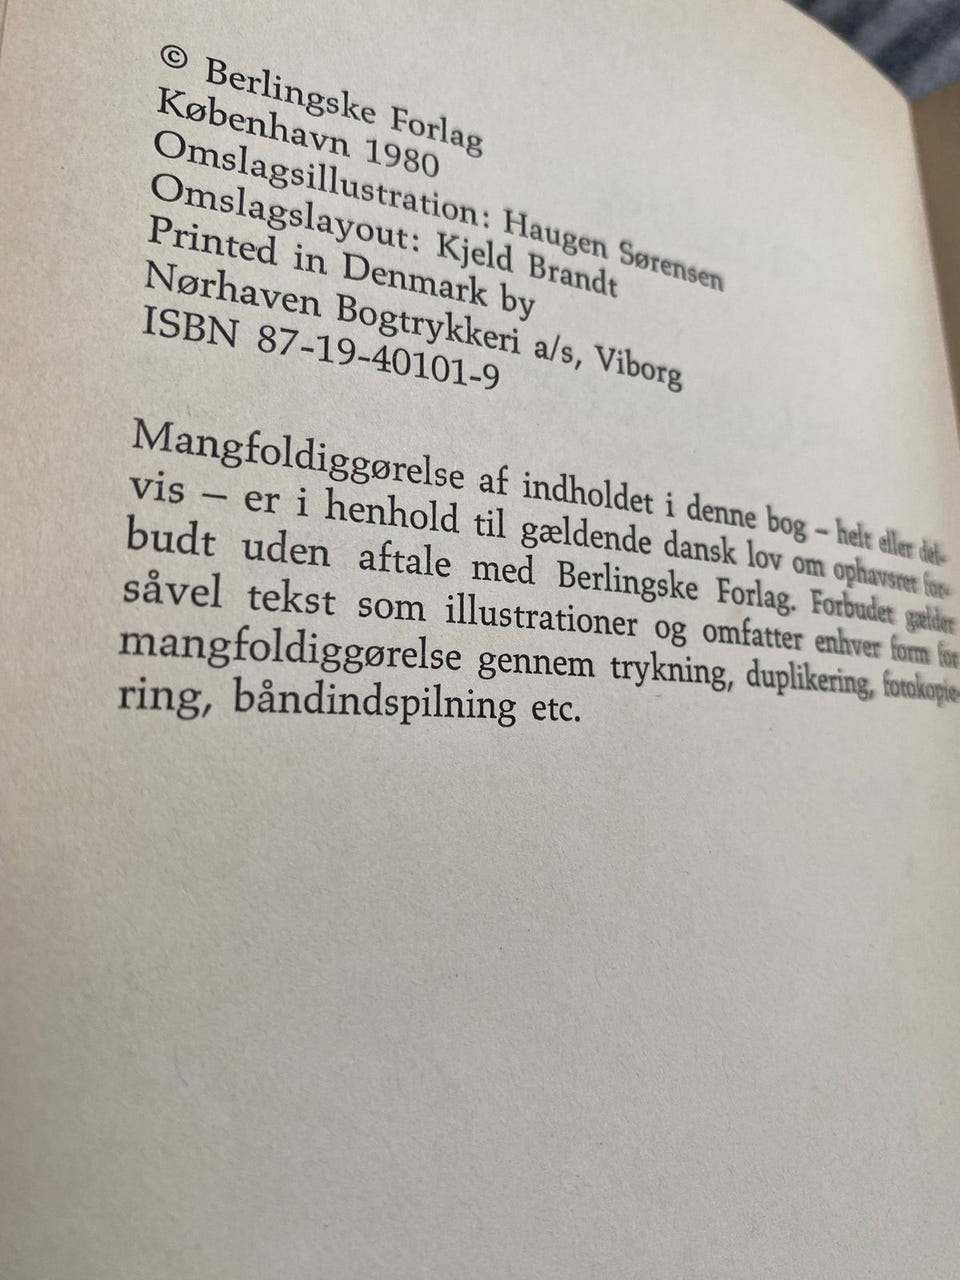 © Berlingske Forlag
København 1980
Omslagsillustration: Haugen Sørensen
Omslagslayout: Kjeld Brandt
Printed in Denmark by
Nørhaven Bogtrykkeri a/s, Viborg
ISBN 87-19-40101-9
Mangfoldiggørelse af indholdet i denne bog – helt eller del-
vis – er i henhold til gældende dansk lov om ophavsret for-
budt uden aftale med Berlingske Forlag. Forbudet gælder
såvel tekst som illustrationer og omfatter enhver form for
mangfoldiggørelse gennem trykning, duplikering, fotokopie-
ring, båndindspilning etc.